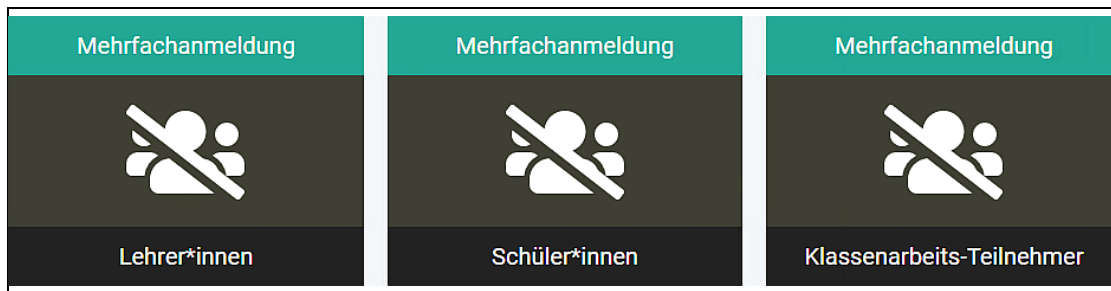 Mehrfachanmeldung
Mehrfachanmeldung
Mehrfachanmeldung
Lehrer*innen
Schüler*innen
Klassenarbeits-Teilnehmer